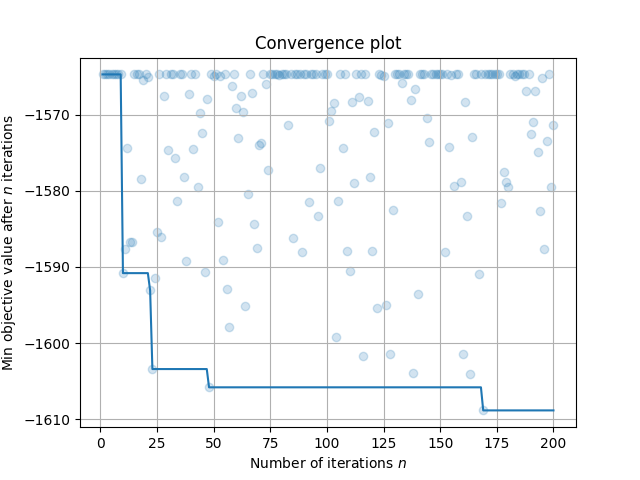 Convergence plot
Min objective value after n iterations
−1570
−1580
−1590
−1600
−1610
0 25 50 75 100 125 150 175 200
Number of iterations n